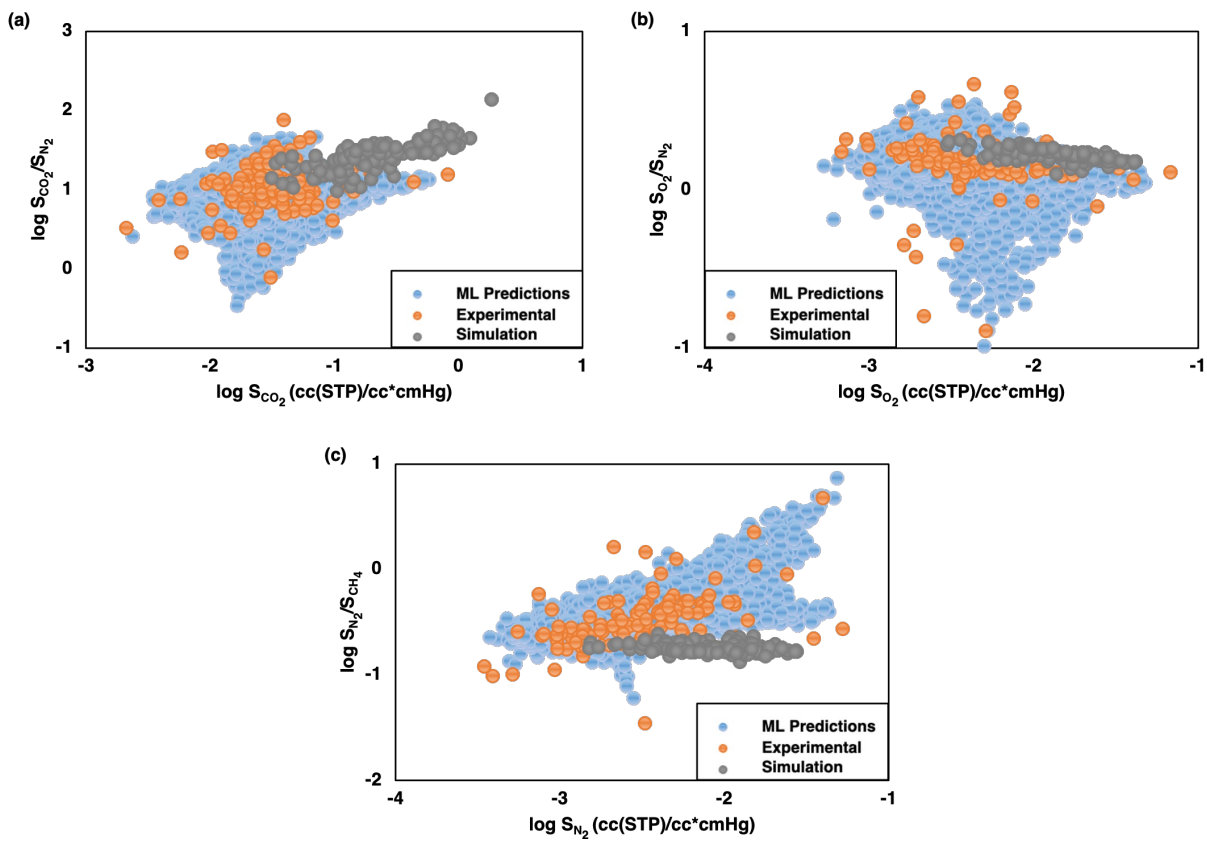 (a)
3
2
1
0
-1
-3 -2 -1 0 1
log S_CO2/S_N2
log S_CO2 (cc(STP)/cc*cmHg)
ML Predictions
Experimental
Simulation
(b)
1
0
-1
-4 -3 -2 -1
log S_O2/S_N2
log S_O2 (cc(STP)/cc*cmHg)
ML Predictions
Experimental
Simulation
(c)
1
0
-1
-2
-4 -3 -2 -1
log S_N2/S_CH4
log S_N2 (cc(STP)/cc*cmHg)
ML Predictions
Experimental
Simulation